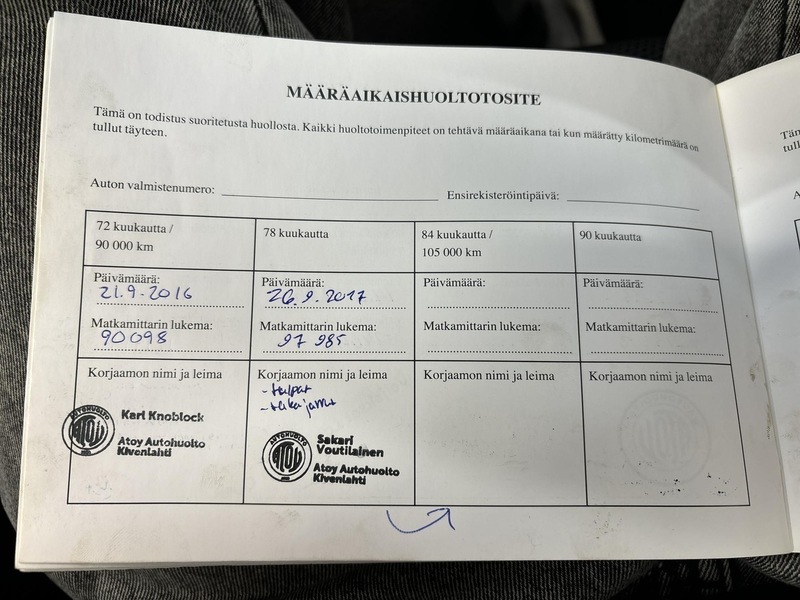 MÄÄRÄAIKAISHUOLTOTOSITE
Tämä on todistus suoritetusta huollosta. Kaikki huoltotoimenpiteet on tehtävä määräaikana tai kun määrätty kilometrimäärä on
tullut täyteen.
Auton valmistenumero:
Ensirekisteröintipäivä:
72 kuukautta /
90 000 km
Päivämäärä:
21.9.2016
Matkamittarin lukema:
90098
Korjaamon nimi ja leima
AUTOHUOLTO
ATOY
Kari Knoblock
Atoy Autohuolto
Kivenlahti
78 kuukautta
Päivämäärä:
26.9.2017
Matkamittarin lukema:
97 985
Korjaamon nimi ja leima
AUTOHUOLTO
ATOY
Sakari
Voutilainen
Atoy Autohuolto
Kivenlahti
84 kuukautta /
105 000 km
Päivämäärä:
Matkamittarin lukema:
Korjaamon nimi ja leima
90 kuukautta
Päivämäärä:
Matkamittarin lukema:
Korjaamon nimi ja leima